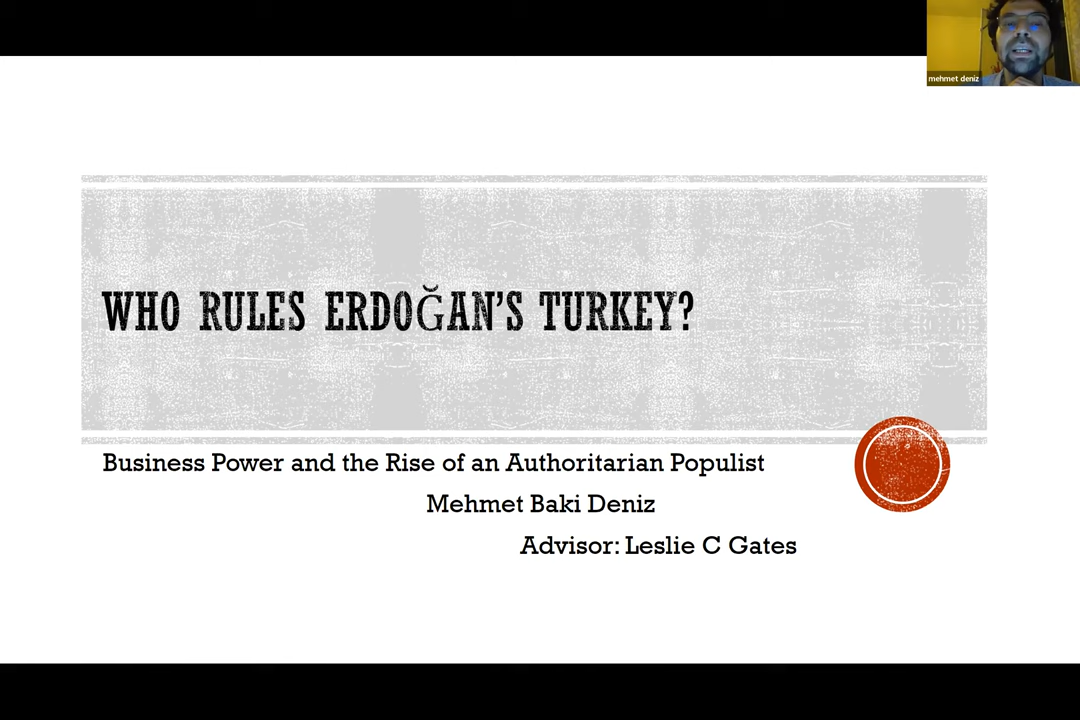 mehmet deniz
WHO RULES ERDOĞAN'S TURKEY?
Business Power and the Rise of an Authoritarian Populist
Mehmet Baki Deniz
Advisor: Leslie C Gates